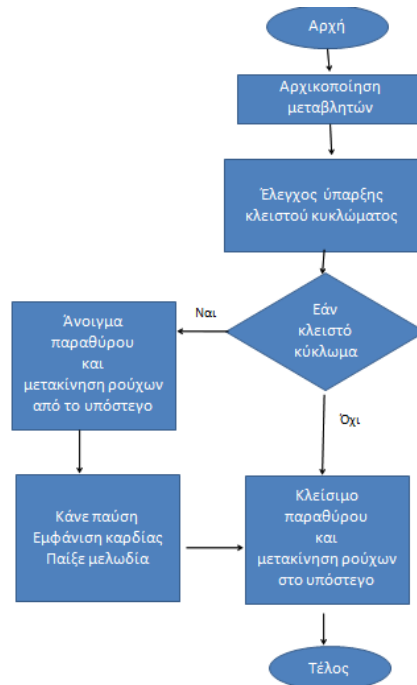 Αρχή
Αρχικοποίηση
μεταβλητών
Έλεγχος ύπαρξης
κλειστού κυκλώματος
Εάν
κλειστό
κύκλωμα
Ναι
Άνοιγμα
παραθύρου
και
μετακίνηση ρούχων
από το υπόστεγο
Όχι
Κάνε παύση
Εμφάνιση καρδίας
Παίξε μελωδία
Κλείσιμο
παραθύρου
και
μετακίνηση ρούχων
στο υπόστεγο
Τέλος